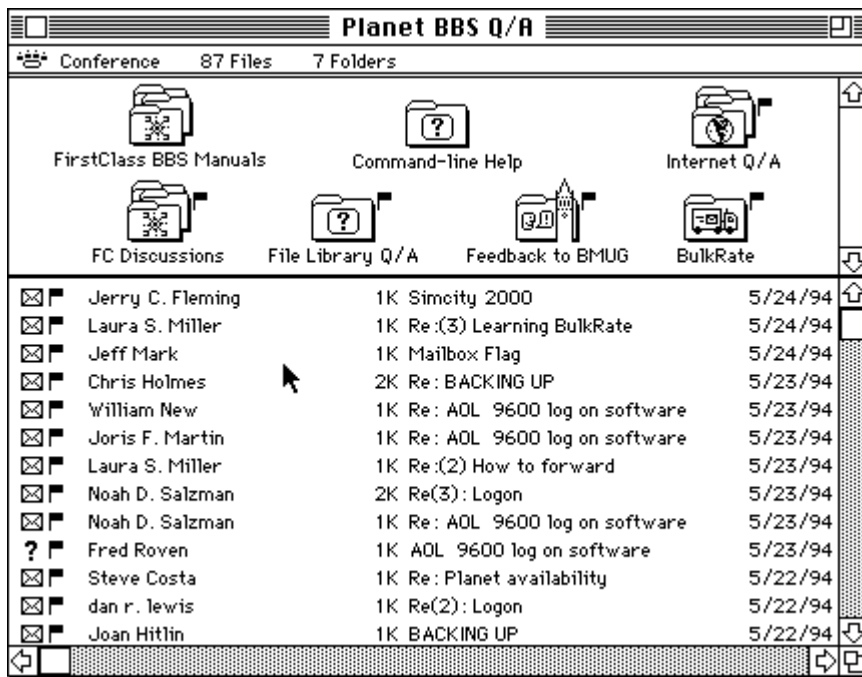 Planet BBS Q/A
Conference 87 Files 7 Folders
FirstClass BBS Manuals Command-line Help Internet Q/A
FC Discussions File Library Q/A Feedback to BMUG BulkRate
Jerry C. Fleming 1K Simcity 2000 5/24/94
Laura S. Miller 1K Re:(3) Learning BulkRate 5/24/94
Jeff Mark 1K Mailbox Flag 5/24/94
Chris Holmes 2K Re: BACKING UP 5/23/94
William New 1K Re: AOL 9600 log on software 5/23/94
Joris F. Martin 1K Re: AOL 9600 log on software 5/23/94
Laura S. Miller 1K Re:(2) How to forward 5/23/94
Noah D. Salzman 2K Re(3): Logon 5/23/94
Noah D. Salzman 1K Re: AOL 9600 log on software 5/23/94
? Fred Roven 1K AOL 9600 log on software 5/23/94
Steve Costa 1K Re: Planet availability 5/22/94
dan r. lewis 1K Re(2): Logon 5/22/94
Joan Hitlin 1K BACKING UP 5/22/94